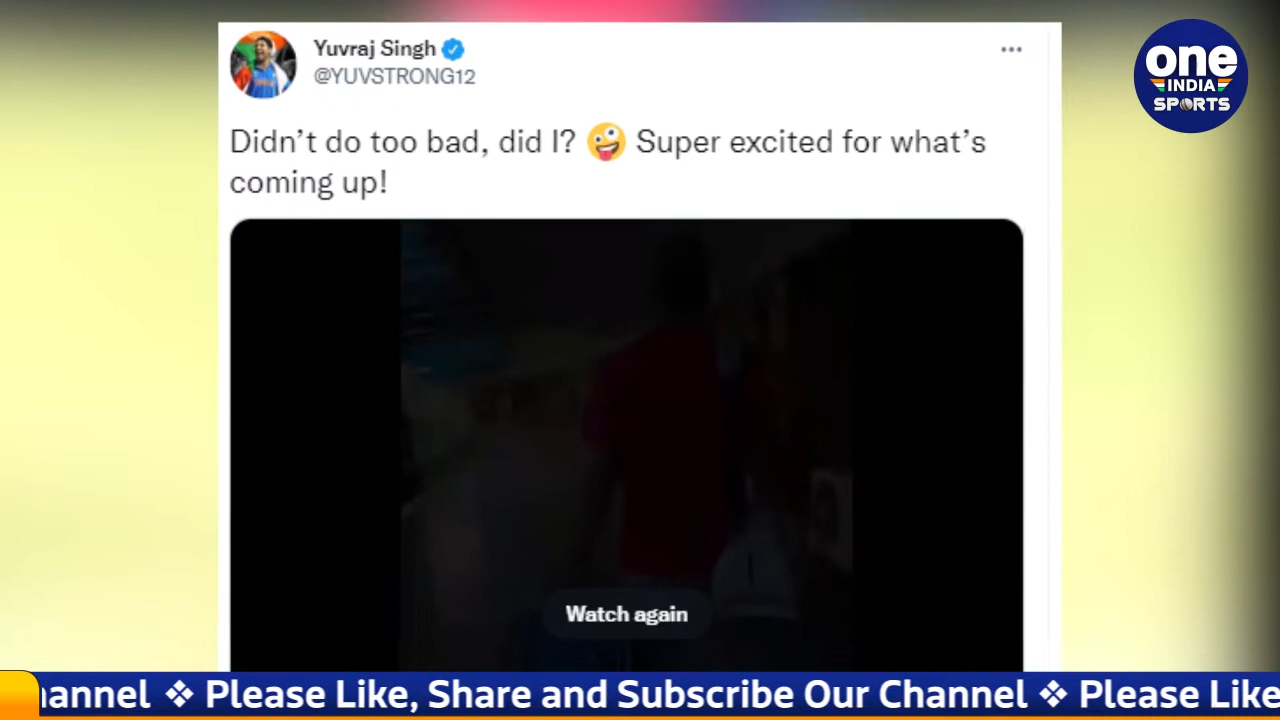 Yuvraj Singh
@YUVSTRONG12
Didn’t do too bad, did I? 🤪 Super excited for what’s
coming up!
one
INDIA
SPORTS
Watch again
hannel ❖ Please Like, Share and Subscribe Our Channel ❖ Please Like